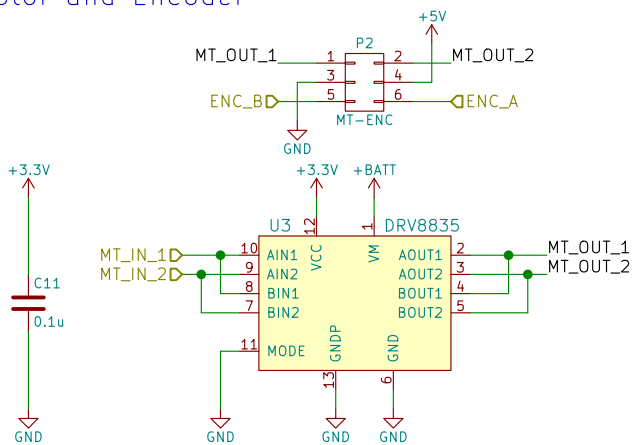 otor and Encoder
+5V
P2
MT_OUT_1 1 2 MT_OUT_2
3 4
ENC_B 5 6 ENC_A
MT-ENC
GND
+3.3V +3.3V +BATT
12 1
U3 DRV8835
VCC VM
MT_IN_1 10 AIN1 AOUT1 2 MT_OUT_1
MT_IN_2 9 AIN2 AOUT2 3 MT_OUT_2
8 BIN1 BOUT1 4
7 BIN2 BOUT2 5
C11
0.1u
11 MODE GNDP GND
13 6
GND GND GND GND